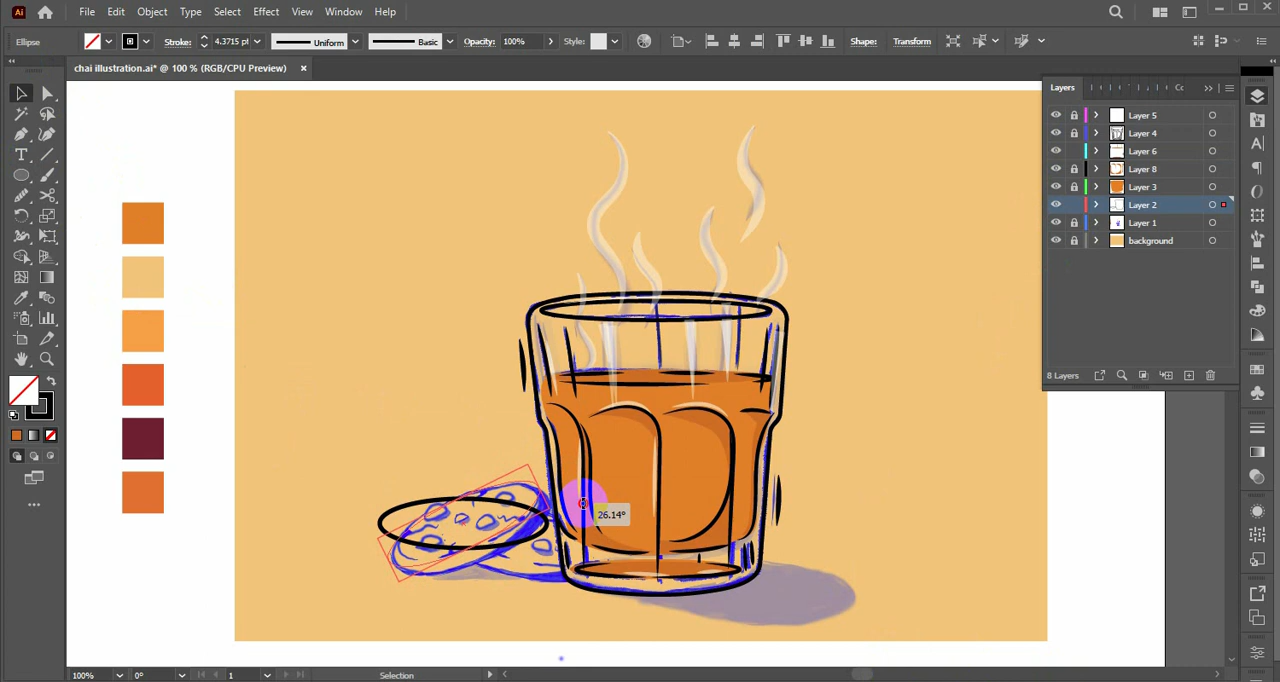 Ai File Edit Object Type Select Effect Window Help View
Ellipse Stroke: 4.3715 pt Uniform Basic Opacity: 100% Style: Shape: Transform
chai illustration.ai* @ 100 % (RGB/CPU Preview) ×
Layers Cc
Layer 5
Layer 4
Layer 6
Layer 8
Layer 3
Layer 2
Layer 1
background
8 Layers
26.14°
100% 0° 1 Selection